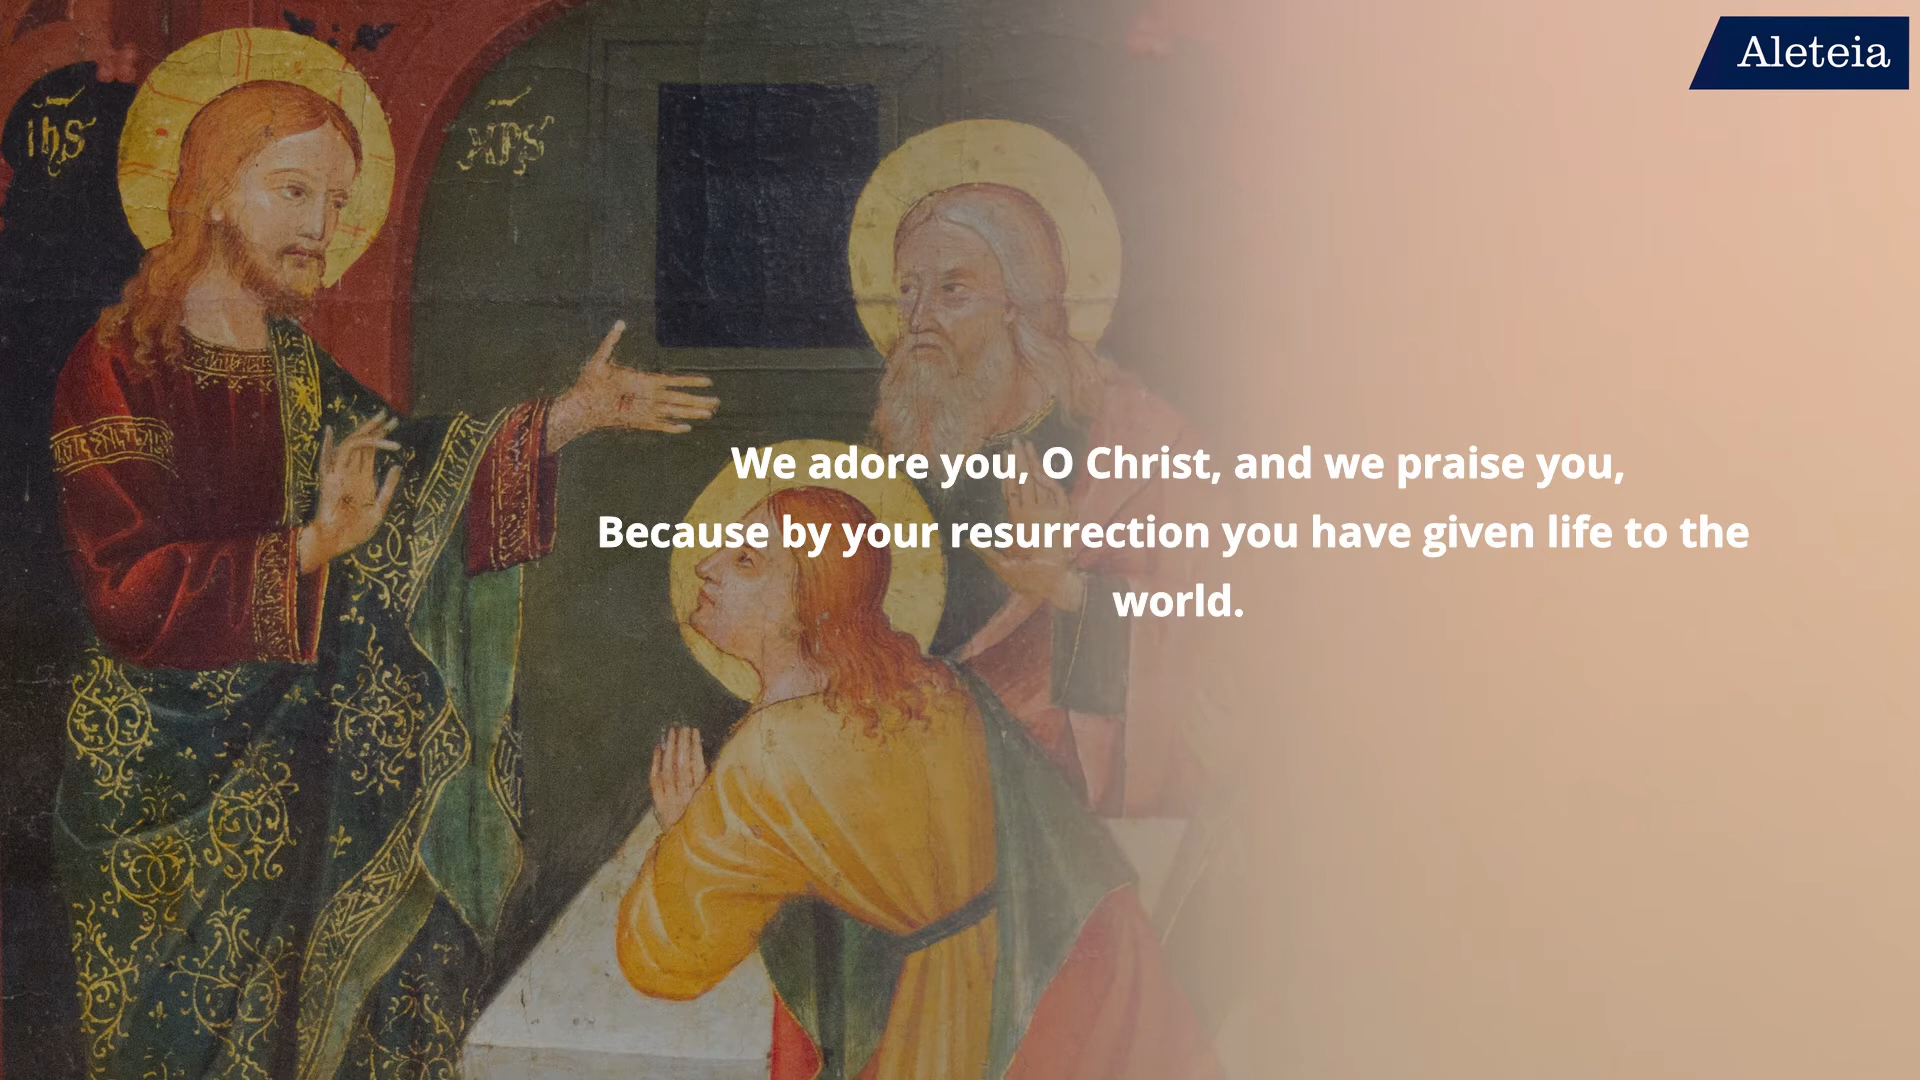 Aleteia
ihs
xps
We adore you, O Christ, and we praise you,
Because by your resurrection you have given life to the
world.